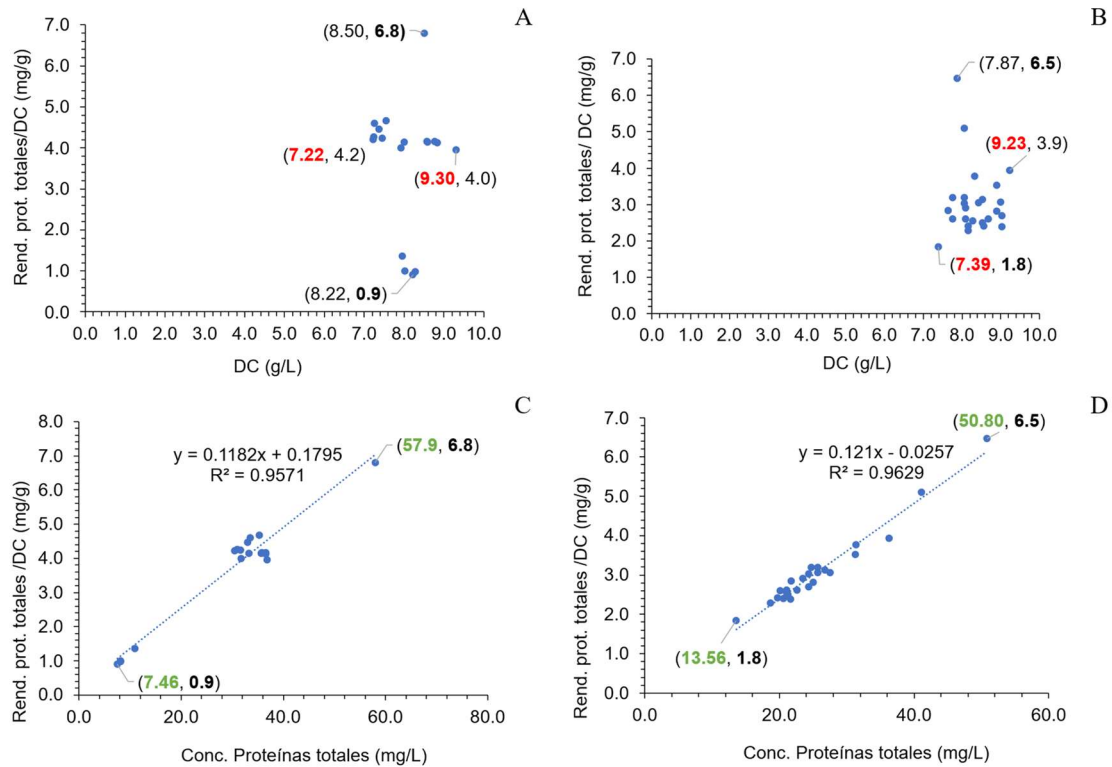 A
Rend. prot. totales/DC (mg/g)
7.0
6.0
5.0
4.0
3.0
2.0
1.0
0.0
(8.50, 6.8)
(7.22, 4.2)
(9.30, 4.0)
(8.22, 0.9)
0.0 1.0 2.0 3.0 4.0 5.0 6.0 7.0 8.0 9.0 10.0
DC (g/L)
B
Rend. prot. totales/ DC (mg/g)
7.0
6.0
5.0
4.0
3.0
2.0
1.0
0.0
(7.87, 6.5)
(9.23, 3.9)
(7.39, 1.8)
0.0 1.0 2.0 3.0 4.0 5.0 6.0 7.0 8.0 9.0 10.0
DC (g/L)
C
Rend. prot. totales /DC (mg/g)
8.0
7.0
6.0
5.0
4.0
3.0
2.0
1.0
0.0
y = 0.1182x + 0.1795
R² = 0.9571
(57.9, 6.8)
(7.46, 0.9)
0.0 20.0 40.0 60.0 80.0
Conc. Proteínas totales (mg/L)
D
Rend. prot. totales /DC (mg/g)
7.0
6.0
5.0
4.0
3.0
2.0
1.0
0.0
(50.80, 6.5)
y = 0.121x - 0.0257
R² = 0.9629
(13.56, 1.8)
0.0 20.0 40.0 60.0
Conc. Proteínas totales (mg/L)